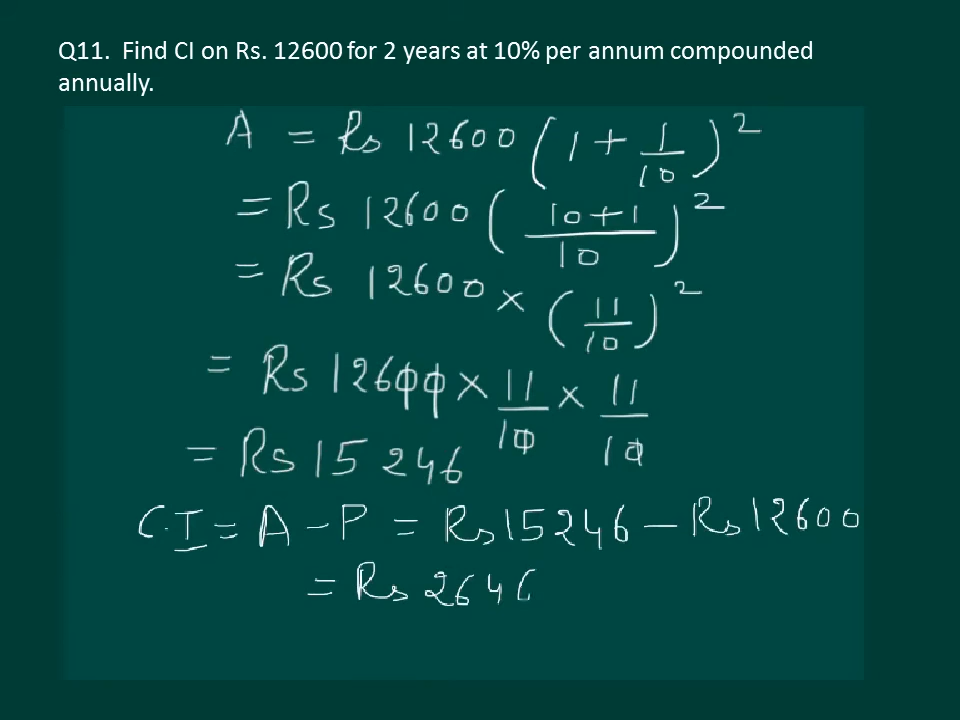 Q11. Find CI on Rs. 12600 for 2 years at 10% per annum compounded
annually.
A = Rs 12600 (1 + 1/10)²
= Rs 12600 (10+1/10)²
= Rs 12600 × (11/10)²
= Rs 12600 × 11/10 × 11/10
= Rs 15246
C.I = A - P = Rs 15246 - Rs 12600
= Rs 2646